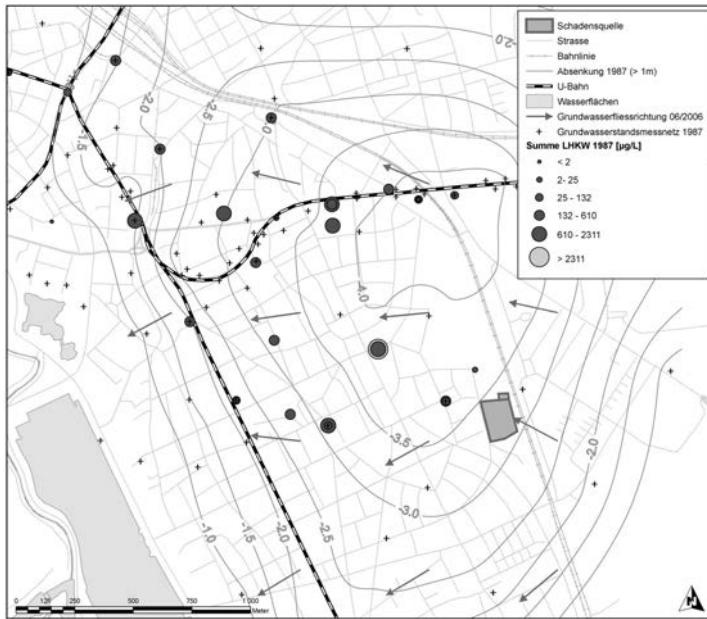 Schadensquelle
Strasse
Bahnlinie
Absenkung 1987 (> 1m)
U-Bahn
Wasserflächen
Grundwasserfliessrichtung 06/2006
Grundwasserstandsmessnetz 1987
Summe LHKW 1987 [µg/L]
< 2
2- 25
25 - 132
132 - 610
610 - 2311
> 2311
-2.0
-2.5
-1.5
-4.0
-3.5
-3.0
-2.0
-1.0
-1.5
-2.0
-2.5
0 125 250 500 750 1 000
Meter
N